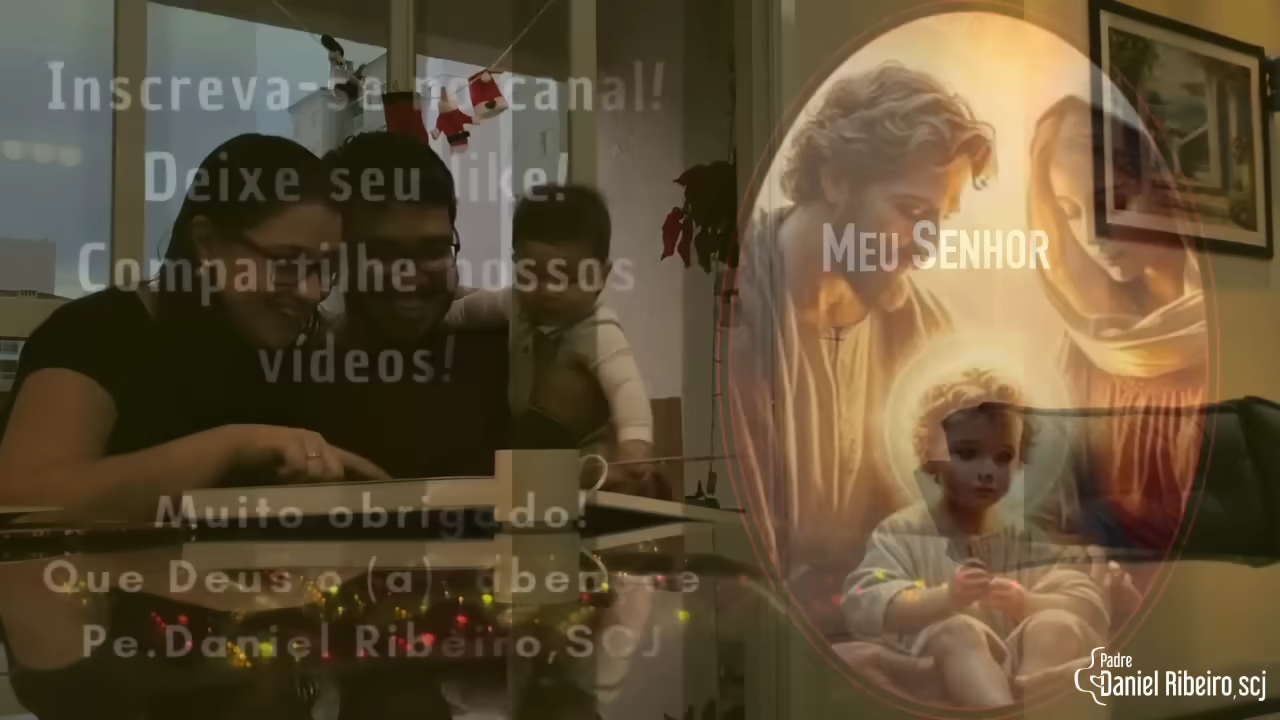 Inscreva-se no canal!
Deixe seu like!
Compartilhe nossos
vídeos!
MEU SENHOR
Muito obrigado!
Que Deus o (a) abençoe
Pe.Daniel Ribeiro,SCJ
Padre
Daniel Ribeiro, scj